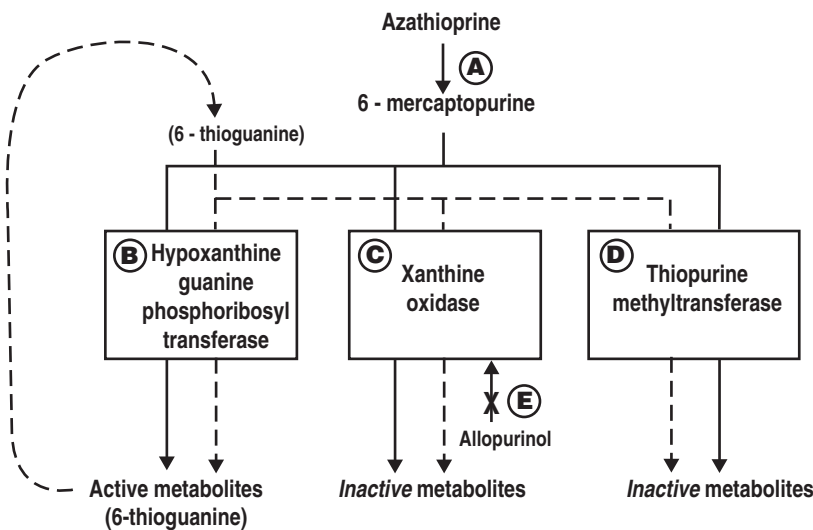 Azathioprine
A
6 - mercaptopurine
(6 - thioguanine)
B Hypoxanthine
guanine
phosphoribosyl
transferase
C
Xanthine
oxidase
D
Thiopurine
methyltransferase
X E
Allopurinol
Active metabolites
(6-thioguanine)
Inactive metabolites
Inactive metabolites